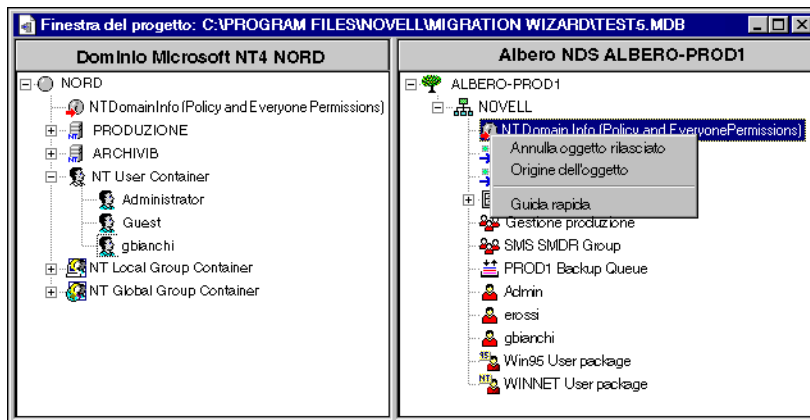 Finestra del progetto: C:\PROGRAM FILES\NOVELL\MIGRATION WIZARD\TEST5.MDB
Dominio Microsoft NT4 NORD
NORD
NTDomainInfo (Policy and Everyone Permissions)
PRODUZIONE
ARCHIVIB
NT User Container
Administrator
Guest
gbianchi
NT Local Group Container
NT Global Group Container
Albero NDS ALBERO-PROD1
ALBERO-PROD1
NOVELL
NTDomain Info (Policy and EveryonePermissions)
Annulla oggetto rilasciato
Origine dell'oggetto
Guida rapida
Gestione produzione
SMS SMDR Group
PROD1 Backup Queue
Admin
erossi
gbianchi
Win95 User package
WINNET User package